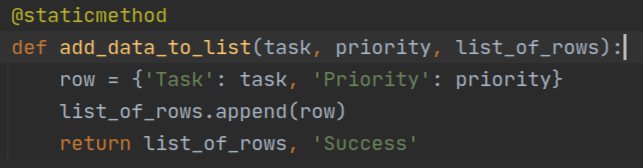 @staticmethod
def add_data_to_list(task, priority, list_of_rows):
    row = {'Task': task, 'Priority': priority}
    list_of_rows.append(row)
    return list_of_rows, 'Success'